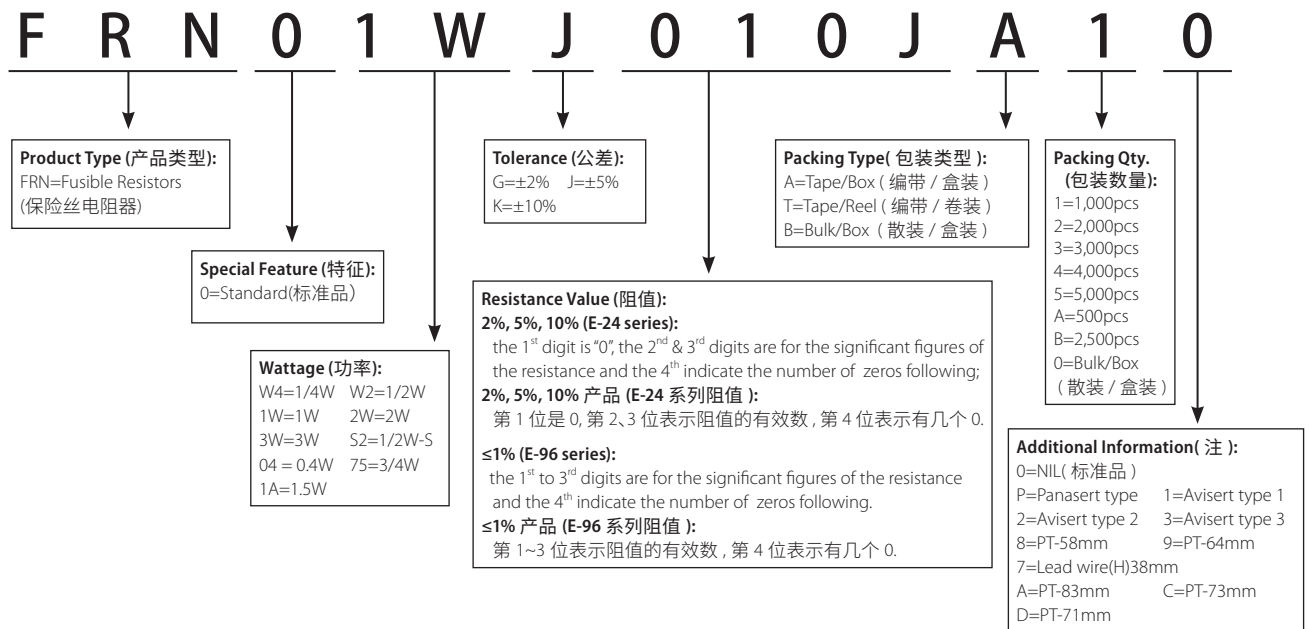 F R N 0 1 W J 0 1 0 J A 1 0
Product Type (产品类型):
FRN=Fusible Resistors
(保险丝电阻器)
Special Feature (特征):
0=Standard(标准品)
Wattage (功率):
W4=1/4W W2=1/2W
1W=1W 2W=2W
3W=3W S2=1/2W-S
04 = 0.4W 75=3/4W
1A=1.5W
Tolerance (公差):
G=±2% J=±5%
K=±10%
Resistance Value (阻值):
2%, 5%, 10% (E-24 series):
the 1st digit is “0”, the 2nd & 3rd digits are for the significant figures of
the resistance and the 4th indicate the number of zeros following;
2%, 5%, 10% 产品 (E-24 系列阻值 ):
第 1 位是 0, 第 2、3 位表示阻值的有效数 , 第 4 位表示有几个 0.
≤1% (E-96 series):
the 1st to 3rd digits are for the significant figures of the resistance
and the 4th indicate the number of zeros following.
≤1% 产品 (E-96 系列阻值 ):
第 1~3 位表示阻值的有效数 , 第 4 位表示有几个 0.
Packing Type( 包装类型 ):
A=Tape/Box ( 编带 / 盒装 )
T=Tape/Reel ( 编带 / 卷装 )
B=Bulk/Box ( 散装 / 盒装 )
Packing Qty.
(包装数量):
1=1,000pcs
2=2,000pcs
3=3,000pcs
4=4,000pcs
5=5,000pcs
A=500pcs
B=2,500pcs
0=Bulk/Box
( 散装 / 盒装 )
Additional Information( 注 ):
0=NIL( 标准品 )
P=Panasert type 1=Avisert type 1
2=Avisert type 2 3=Avisert type 3
8=PT-58mm 9=PT-64mm
7=Lead wire(H)38mm
A=PT-83mm C=PT-73mm
D=PT-71mm